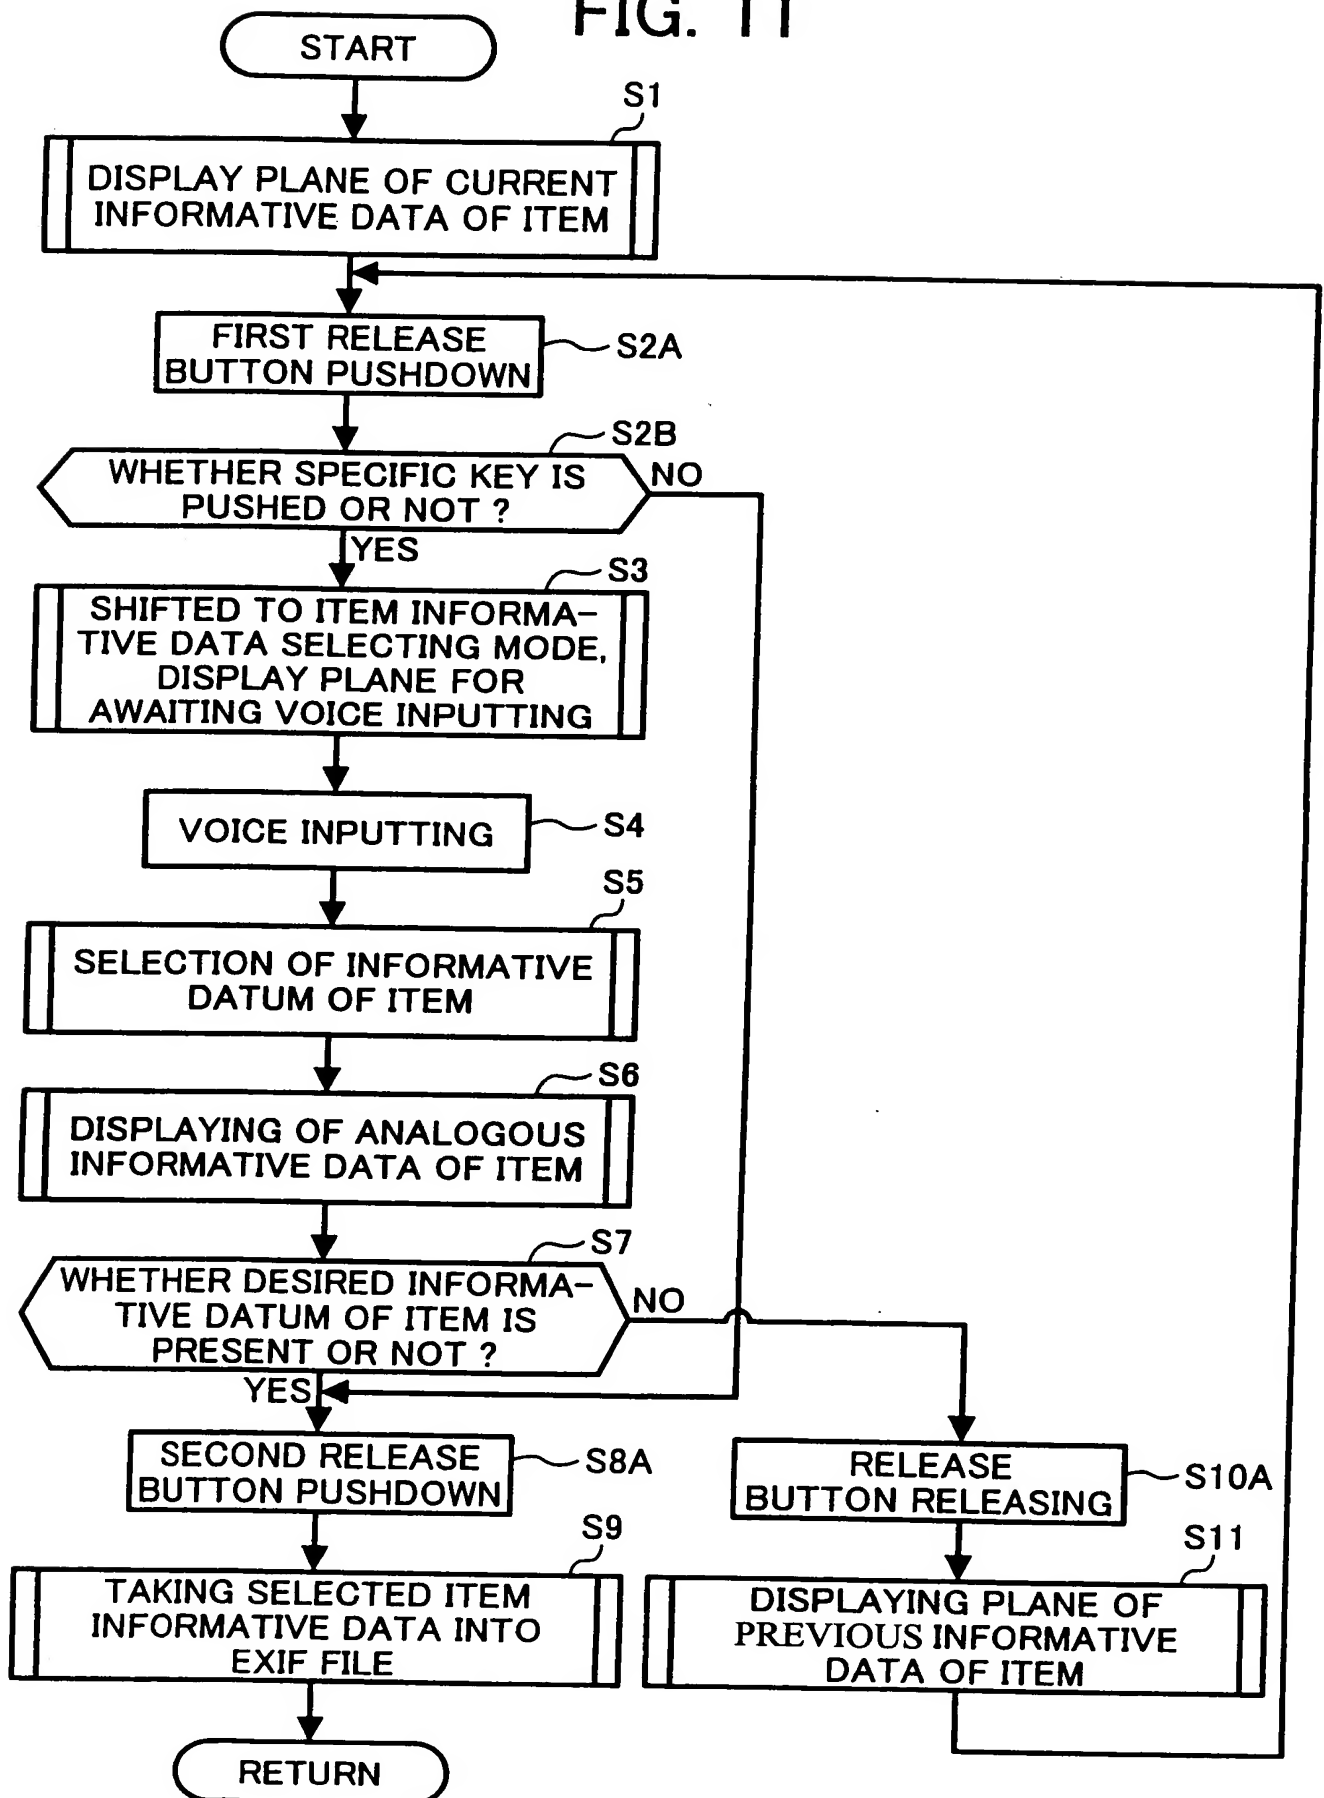 FIG. 11
START
S1
DISPLAY PLANE OF CURRENT
INFORMATIVE DATA OF ITEM
FIRST RELEASE
BUTTON PUSHDOWN
S2A
S2B
WHETHER SPECIFIC KEY IS
PUSHED OR NOT ?
NO
YES
S3
SHIFTED TO ITEM INFORMA-
TIVE DATA SELECTING MODE,
DISPLAY PLANE FOR
AWAITING VOICE INPUTTING
VOICE INPUTTING
S4
S5
SELECTION OF INFORMATIVE
DATUM OF ITEM
S6
DISPLAYING OF ANALOGOUS
INFORMATIVE DATA OF ITEM
S7
WHETHER DESIRED INFORMA-
TIVE DATUM OF ITEM IS
PRESENT OR NOT ?
NO
YES
SECOND RELEASE
BUTTON PUSHDOWN
S8A
RELEASE
BUTTON RELEASING
S10A
S9
TAKING SELECTED ITEM
INFORMATIVE DATA INTO
EXIF FILE
S11
DISPLAYING PLANE OF
PREVIOUS INFORMATIVE
DATA OF ITEM
RETURN